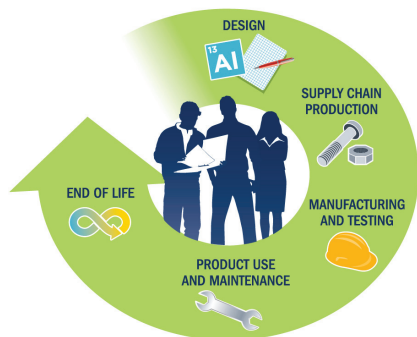 DESIGN
13
Al
SUPPLY CHAIN
PRODUCTION
MANUFACTURING
AND TESTING
PRODUCT USE
AND MAINTENANCE
END OF LIFE